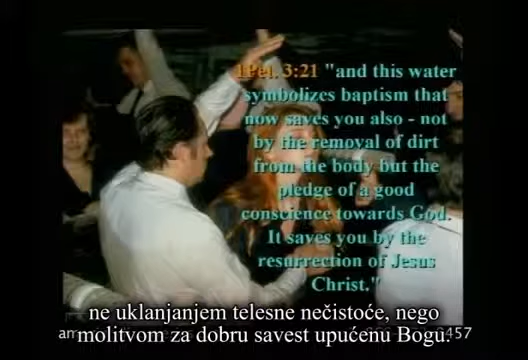 1Pet. 3:21 "and this water
symbolizes baptism that
now saves you also - not
by the removal of dirt
from the body but the
pledge of a good
conscience towards God.
It saves you by the
resurrection of Jesus
Christ."
ne uklanjanjem telesne nečistoće, nego
molitvom za dobru savest upućenu Bogu.